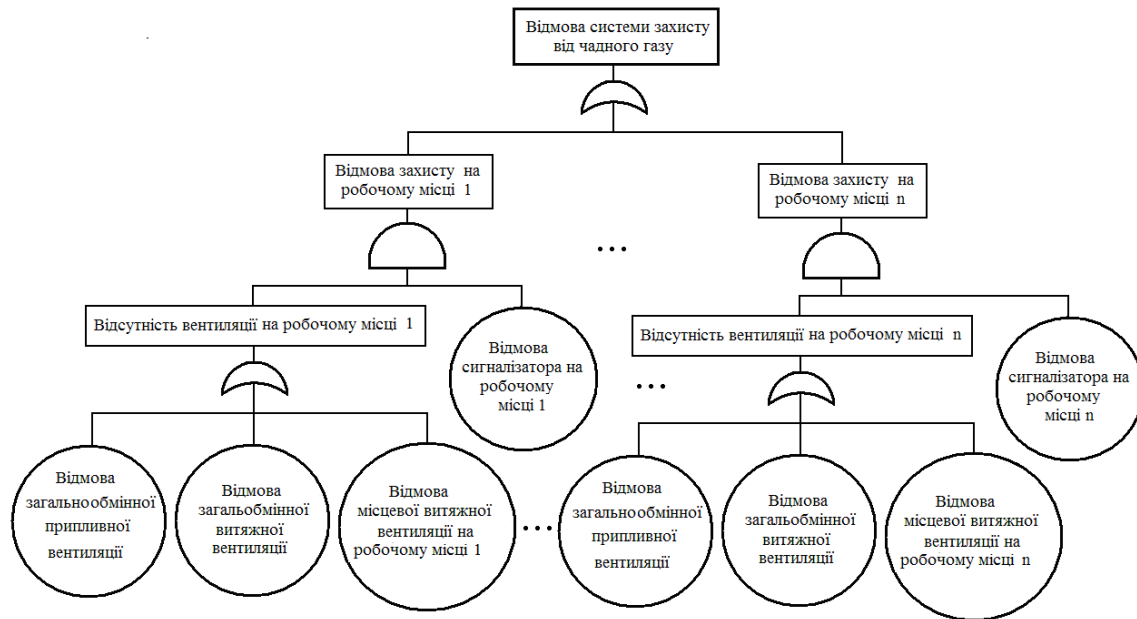 Відмова системи захисту
від чадного газу
Відмова захисту на
робочому місці 1
Відмова захисту на
робочому місці n
...
Відсутність вентиляції на робочому місці 1
Відмова
сигналізатора на
робочому
місці 1
Відсутність вентиляції на робочому місці n
Відмова
сигналізатора на
робочому
місці n
...
Відмова
загальнообмінної
припливної
вентиляції
Відмова
загальобмінної
витяжної
вентиляції
Відмова
місцевої витяжної
вентиляції на
робочому місці 1
...
Відмова
загальнообмінної
припливної
вентиляції
Відмова
загальобмінної
витяжної
вентиляції
Відмова
місцевої витяжної
вентиляції на
робочому місці n